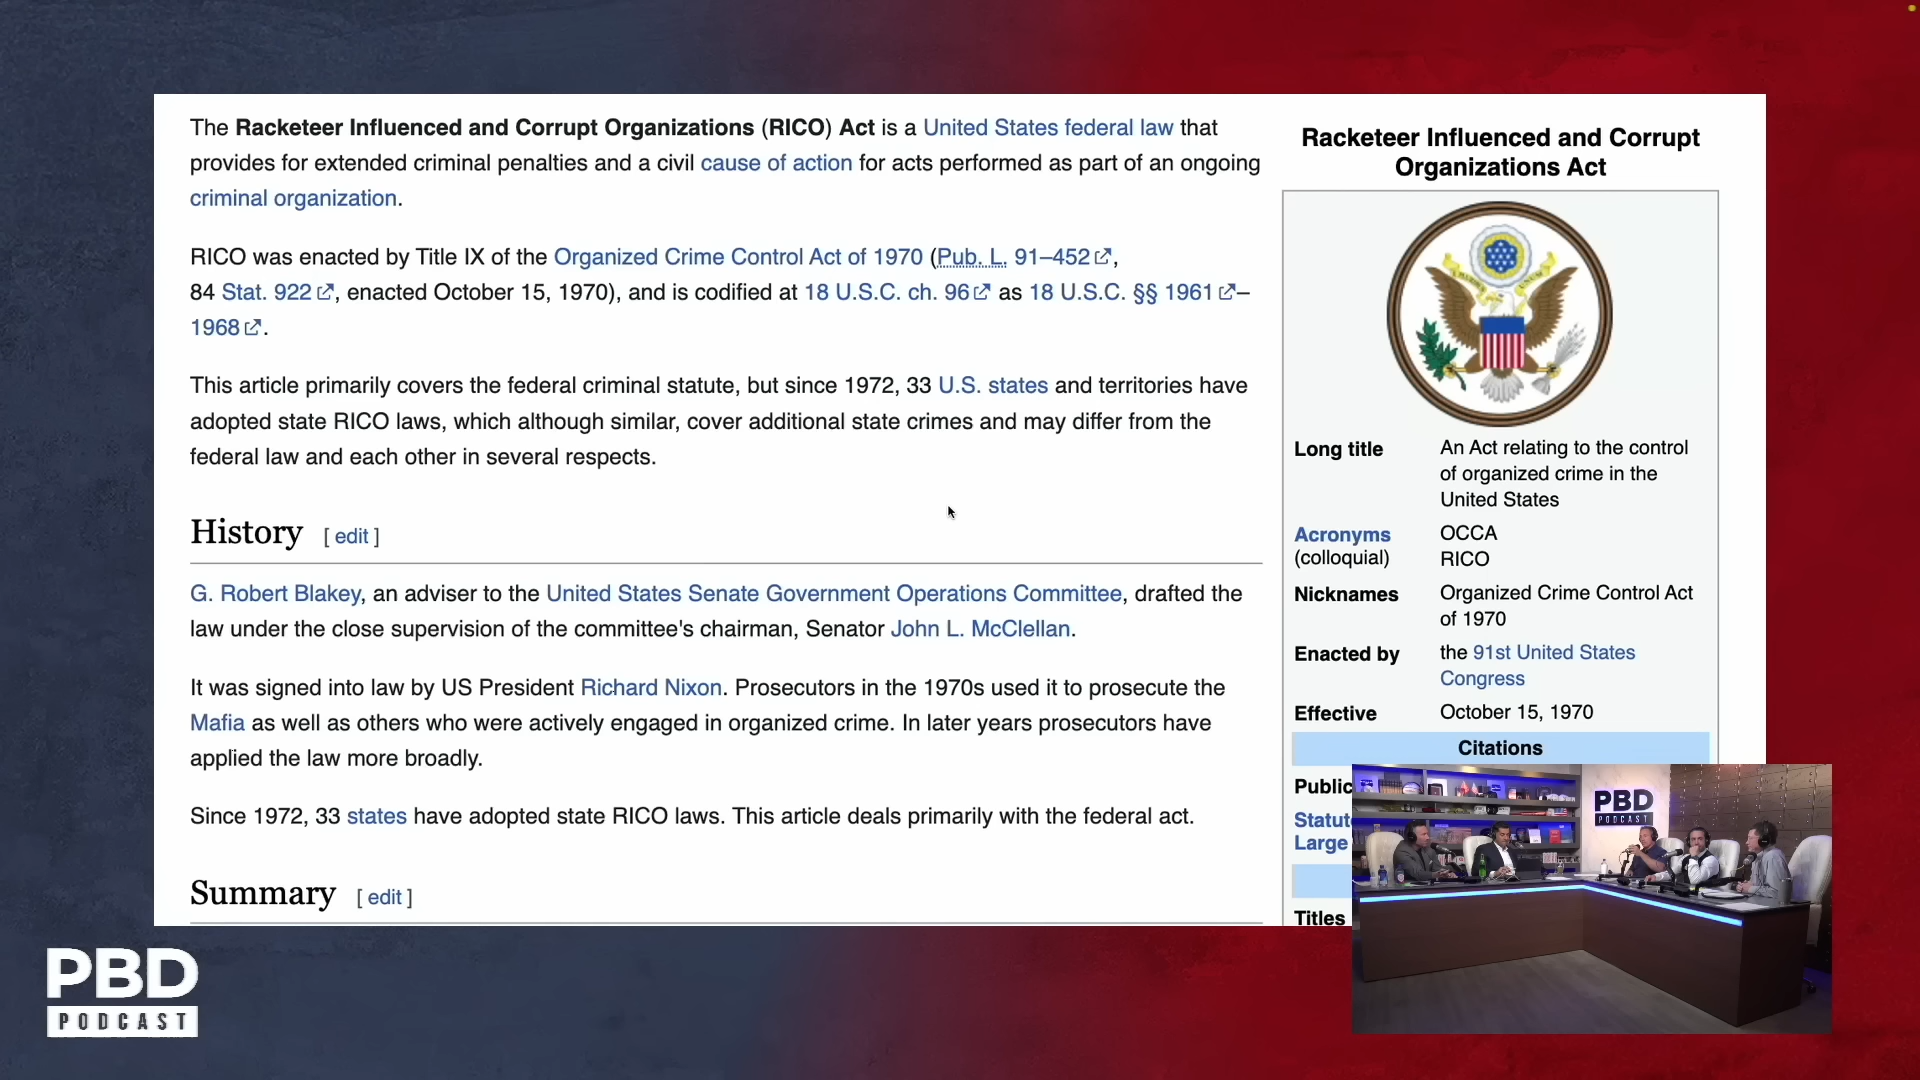 The Racketeer Influenced and Corrupt Organizations (RICO) Act is a United States federal law that
provides for extended criminal penalties and a civil cause of action for acts performed as part of an ongoing
criminal organization.
RICO was enacted by Title IX of the Organized Crime Control Act of 1970 (Pub. L. 91–452,
84 Stat. 922, enacted October 15, 1970), and is codified at 18 U.S.C. ch. 96 as 18 U.S.C. §§ 1961–
1968.
This article primarily covers the federal criminal statute, but since 1972, 33 U.S. states and territories have
adopted state RICO laws, which although similar, cover additional state crimes and may differ from the
federal law and each other in several respects.
History [ edit ]
G. Robert Blakey, an adviser to the United States Senate Government Operations Committee, drafted the
law under the close supervision of the committee's chairman, Senator John L. McClellan.
It was signed into law by US President Richard Nixon. Prosecutors in the 1970s used it to prosecute the
Mafia as well as others who were actively engaged in organized crime. In later years prosecutors have
applied the law more broadly.
Since 1972, 33 states have adopted state RICO laws. This article deals primarily with the federal act.
Summary [ edit ]
Racketeer Influenced and Corrupt
Organizations Act
Long title An Act relating to the control
of organized crime in the
United States
Acronyms OCCA
(colloquial) RICO
Nicknames Organized Crime Control Act
of 1970
Enacted by the 91st United States
Congress
Effective October 15, 1970
Citations
Public
Statut
Large
Titles
PBD
PODCAST
PBD
PODCAST